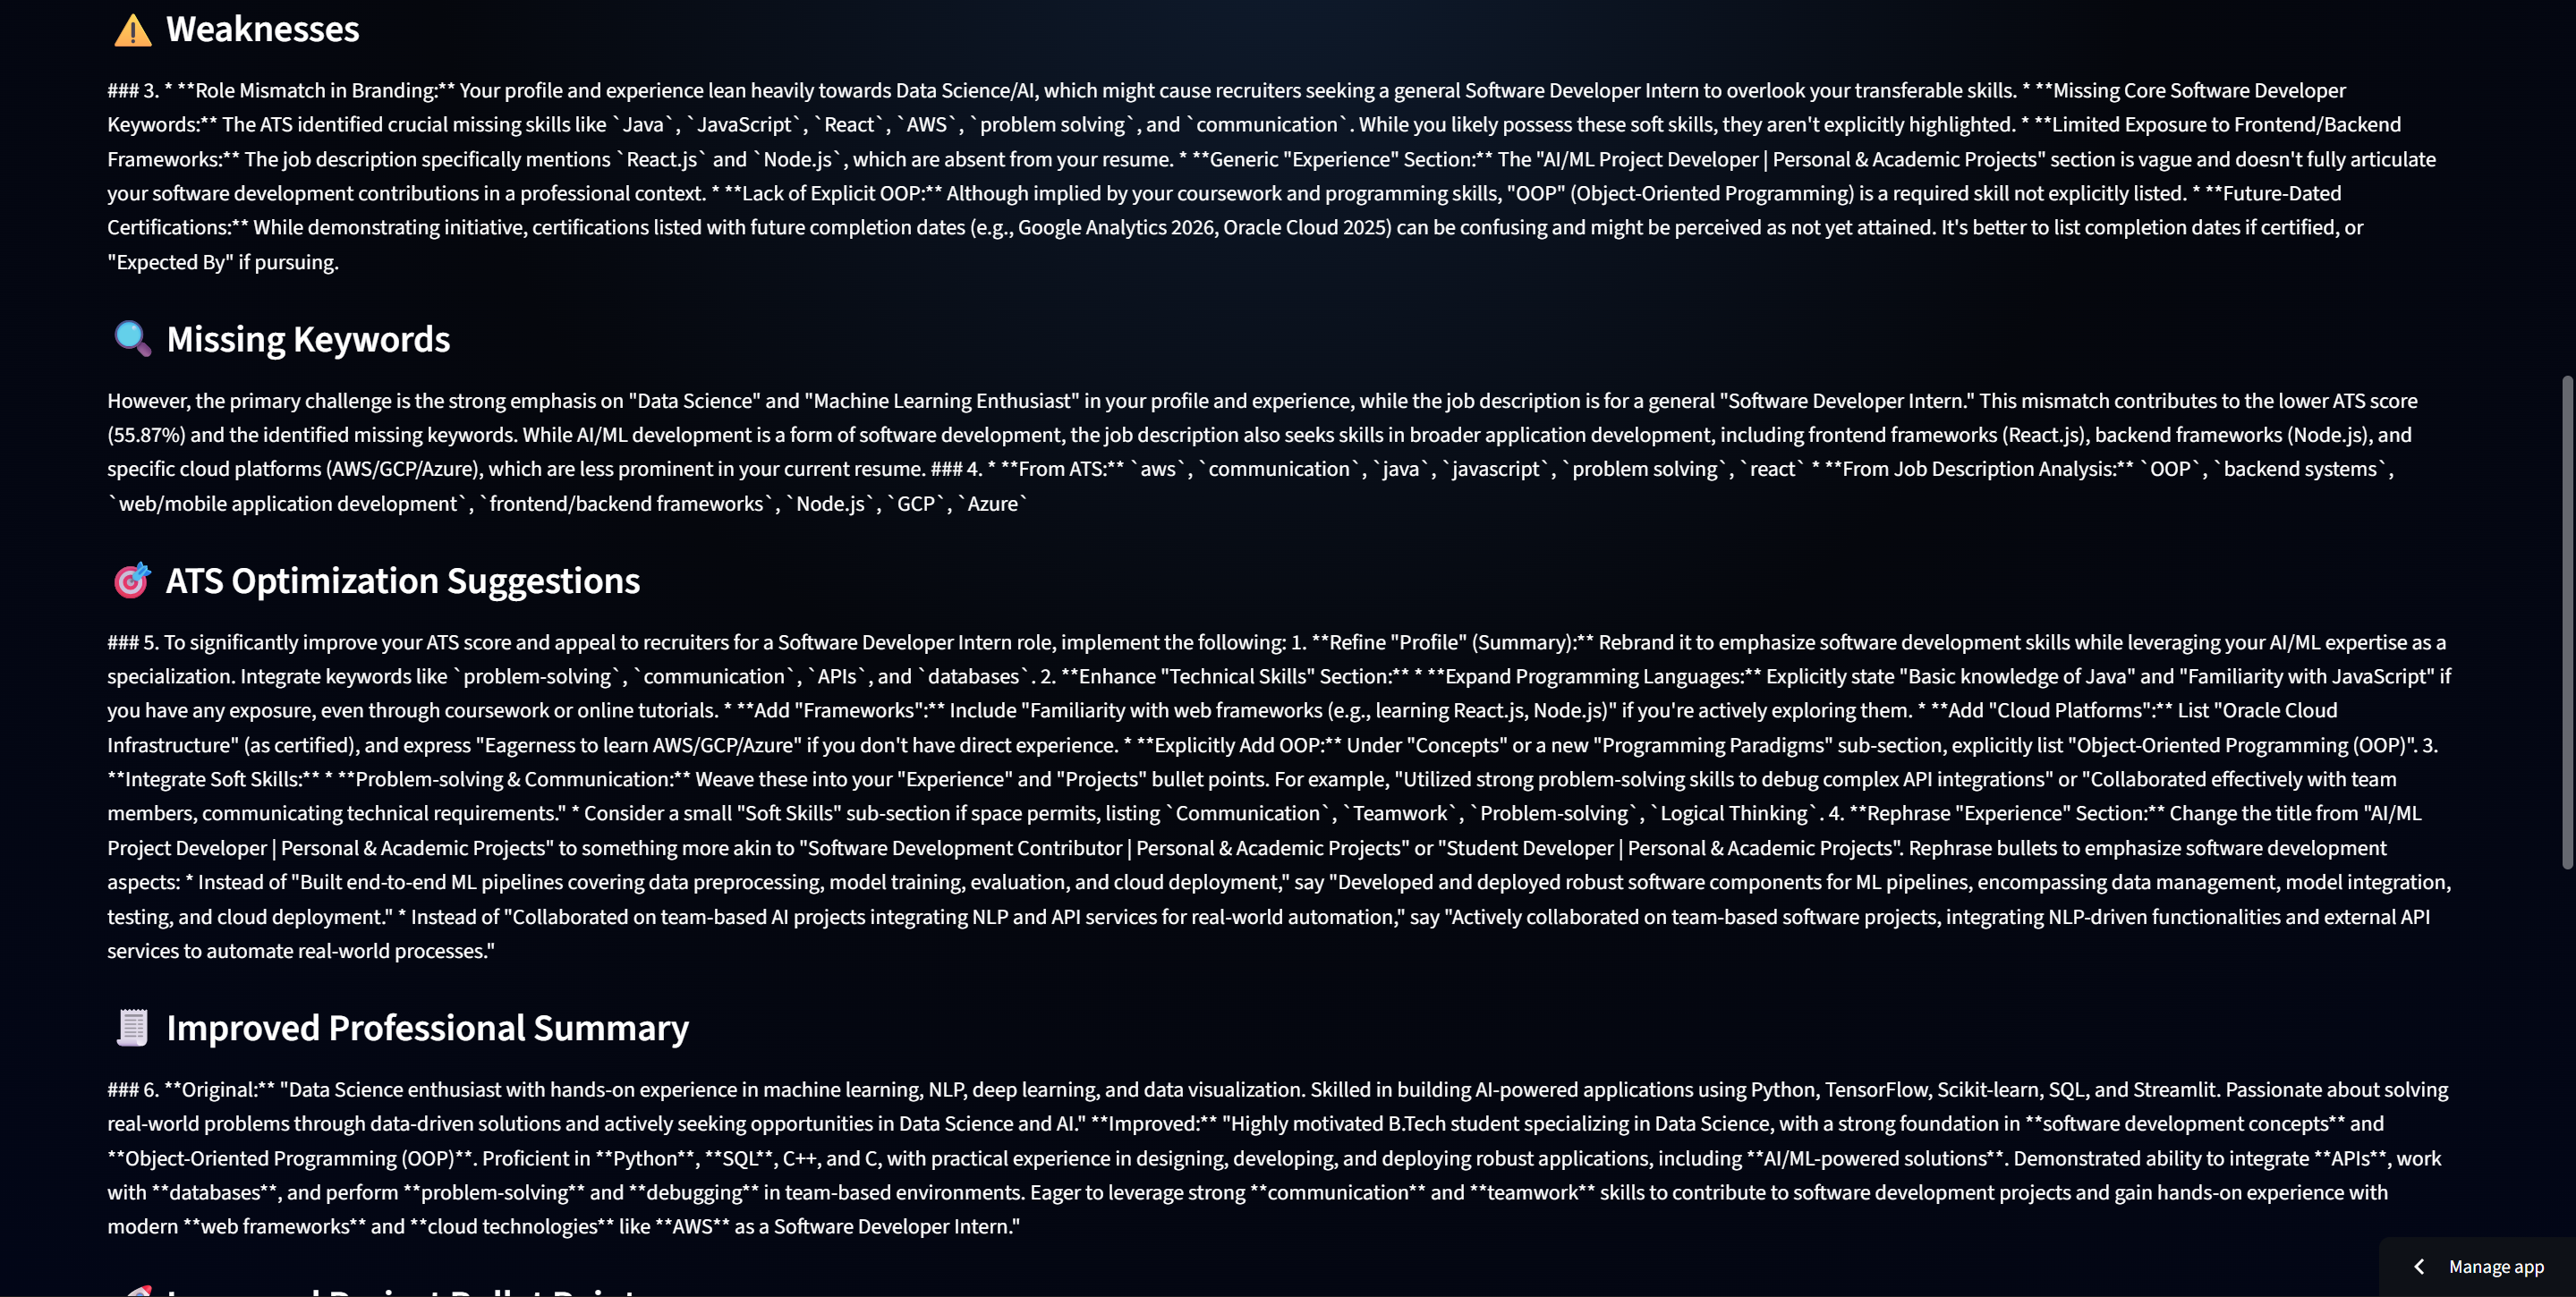 ⚠️ Weaknesses
### 3. * **Role Mismatch in Branding:** Your profile and experience lean heavily towards Data Science/AI, which might cause recruiters seeking a general Software Developer Intern to overlook your transferable skills. * **Missing Core Software Developer
Keywords:** The ATS identified crucial missing skills like `Java`, `JavaScript`, `React`, `AWS`, `problem solving`, and `communication`. While you likely possess these soft skills, they aren't explicitly highlighted. * **Limited Exposure to Frontend/Backend
Frameworks:** The job description specifically mentions `React.js` and `Node.js`, which are absent from your resume. * **Generic "Experience" Section:** The "AI/ML Project Developer | Personal & Academic Projects" section is vague and doesn't fully articulate
your software development contributions in a professional context. * **Lack of Explicit OOP:** Although implied by your coursework and programming skills, "OOP" (Object-Oriented Programming) is a required skill not explicitly listed. * **Future-Dated
Certifications:** While demonstrating initiative, certifications listed with future completion dates (e.g., Google Analytics 2026, Oracle Cloud 2025) can be confusing and might be perceived as not yet attained. It's better to list completion dates if certified, or
"Expected By" if pursuing.
🔍 Missing Keywords
However, the primary challenge is the strong emphasis on "Data Science" and "Machine Learning Enthusiast" in your profile and experience, while the job description is for a general "Software Developer Intern." This mismatch contributes to the lower ATS score
(55.87%) and the identified missing keywords. While AI/ML development is a form of software development, the job description also seeks skills in broader application development, including frontend frameworks (React.js), backend frameworks (Node.js), and
specific cloud platforms (AWS/GCP/Azure), which are less prominent in your current resume. ### 4. * **From ATS:** `aws`, `communication`, `java`, `javascript`, `problem solving`, `react` * **From Job Description Analysis:** `OOP`, `backend systems`,
`web/mobile application development`, `frontend/backend frameworks`, `Node.js`, `GCP`, `Azure`
🎯 ATS Optimization Suggestions
### 5. To significantly improve your ATS score and appeal to recruiters for a Software Developer Intern role, implement the following: 1. **Refine "Profile" (Summary):** Rebrand it to emphasize software development skills while leveraging your AI/ML expertise as a
specialization. Integrate keywords like `problem-solving`, `communication`, `APIs`, and `databases`. 2. **Enhance "Technical Skills" Section:** * **Expand Programming Languages:** Explicitly state "Basic knowledge of Java" and "Familiarity with JavaScript" if
you have any exposure, even through coursework or online tutorials. * **Add "Frameworks":** Include "Familiarity with web frameworks (e.g., learning React.js, Node.js)" if you're actively exploring them. * **Add "Cloud Platforms":** List "Oracle Cloud
Infrastructure" (as certified), and express "Eagerness to learn AWS/GCP/Azure" if you don't have direct experience. * **Explicitly Add OOP:** Under "Concepts" or a new "Programming Paradigms" sub-section, explicitly list "Object-Oriented Programming (OOP)". 3.
**Integrate Soft Skills:** * **Problem-solving & Communication:** Weave these into your "Experience" and "Projects" bullet points. For example, "Utilized strong problem-solving skills to debug complex API integrations" or "Collaborated effectively with team
members, communicating technical requirements." * Consider a small "Soft Skills" sub-section if space permits, listing `Communication`, `Teamwork`, `Problem-solving`, `Logical Thinking`. 4. **Rephrase "Experience" Section:** Change the title from "AI/ML
Project Developer | Personal & Academic Projects" to something more akin to "Software Development Contributor | Personal & Academic Projects" or "Student Developer | Personal & Academic Projects". Rephrase bullets to emphasize software development
aspects: * Instead of "Built end-to-end ML pipelines covering data preprocessing, model training, evaluation, and cloud deployment," say "Developed and deployed robust software components for ML pipelines, encompassing data management, model integration,
testing, and cloud deployment." * Instead of "Collaborated on team-based AI projects integrating NLP and API services for real-world automation," say "Actively collaborated on team-based software projects, integrating NLP-driven functionalities and external API
services to automate real-world processes."
📜 Improved Professional Summary
### 6. **Original:** "Data Science enthusiast with hands-on experience in machine learning, NLP, deep learning, and data visualization. Skilled in building AI-powered applications using Python, TensorFlow, Scikit-learn, SQL, and Streamlit. Passionate about solving
real-world problems through data-driven solutions and actively seeking opportunities in Data Science and AI." **Improved:** "Highly motivated B.Tech student specializing in Data Science, with a strong foundation in **software development concepts** and
**Object-Oriented Programming (OOP)**. Proficient in **Python**, **SQL**, C++, and C, with practical experience in designing, developing, and deploying robust applications, including **AI/ML-powered solutions**. Demonstrated ability to integrate **APIs**, work
with **databases**, and perform **problem-solving** and **debugging** in team-based environments. Eager to leverage strong **communication** and **teamwork** skills to contribute to software development projects and gain hands-on experience with
modern **web frameworks** and **cloud technologies** like **AWS** as a Software Developer Intern."
Manage app